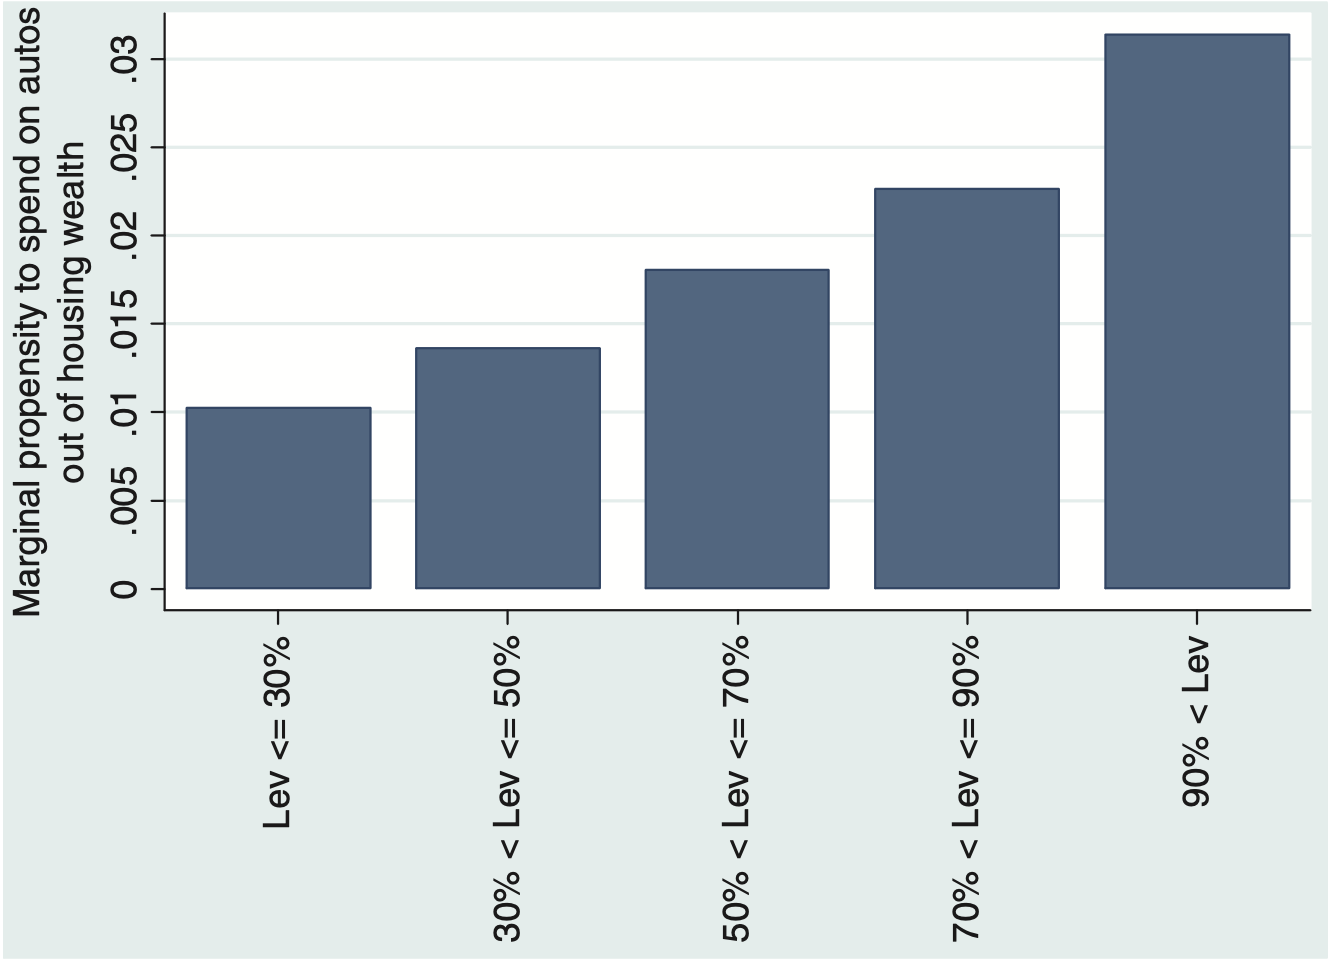 Marginal propensity to spend on autos
out of housing wealth
.03
.025
.02
.015
.01
.005
0
Lev <= 30%
30% < Lev <= 50%
50% < Lev <= 70%
70% < Lev <= 90%
90% < Lev